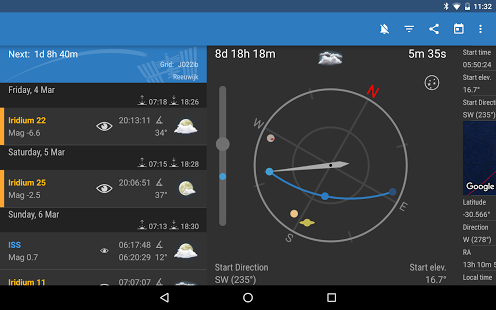 11:32
Next: 1d 8h 40m
Grid: JO22ib
Reeuwijk
Friday, 4 Mar
07:18 18:26
Iridium 22
Mag -6.6
20:13:11
34°
Saturday, 5 Mar
07:15 18:28
Iridium 25
Mag -2.5
20:06:51
37°
Sunday, 6 Mar
07:13 18:30
ISS
Mag 0.7
06:17:48
06:20:29 12°
Iridium 11
07:07:07
8d 18h 18m
5m 35s
N
W
E
S
Start Direction
SW (235°)
Start elev.
16.7°
Start time
05:50:24
Start elev.
16.7°
Start direction
SW (235°)
Google
Latitude
-30.566°
Direction
W (278°)
RA
13h 10m
Local time